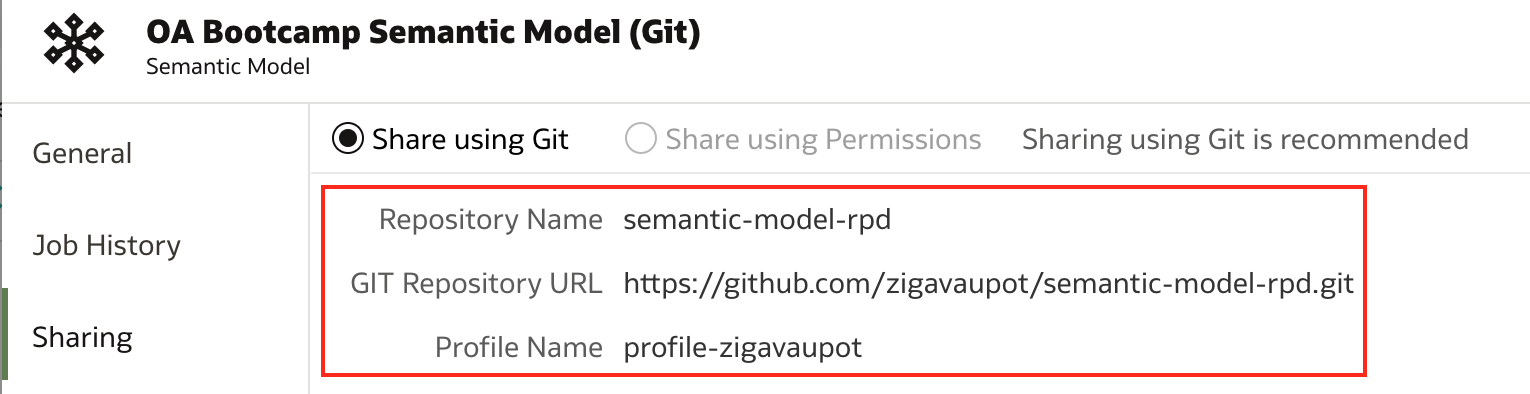 OA Bootcamp Semantic Model (Git)
Semantic Model
General
Job History
Sharing
Share using Git Share using Permissions Sharing using Git is recommended
Repository Name semantic-model-rpd
GIT Repository URL https://github.com/zigavaupot/semantic-model-rpd.git
Profile Name profile-zigavaupot